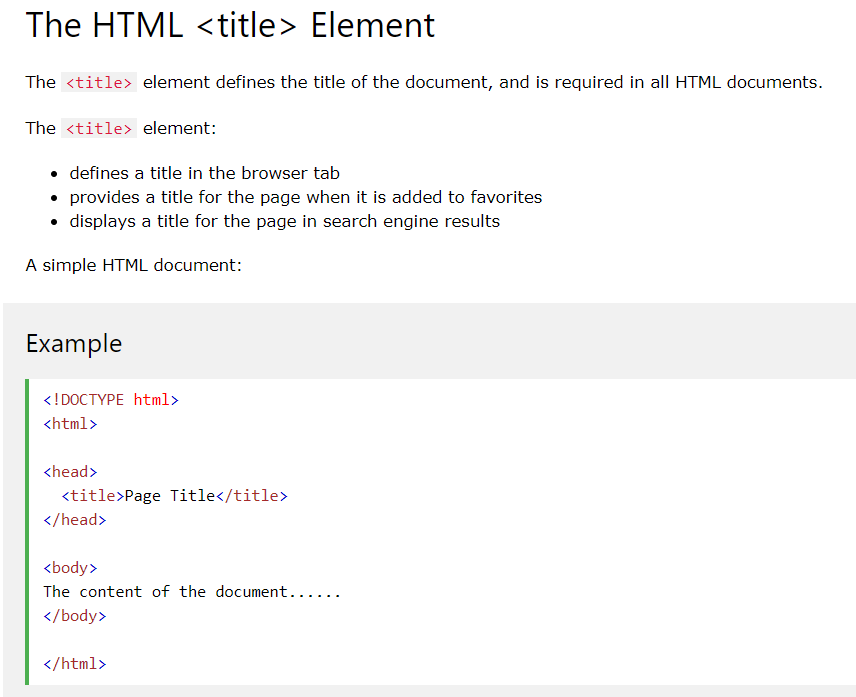 The HTML <title> Element
The <title> element defines the title of the document, and is required in all HTML documents.
The <title> element:
• defines a title in the browser tab
• provides a title for the page when it is added to favorites
• displays a title for the page in search engine results
A simple HTML document:
Example
<!DOCTYPE html>
<html>
<head>
<title>Page Title</title>
</head>
<body>
The content of the document......
</body>
</html>